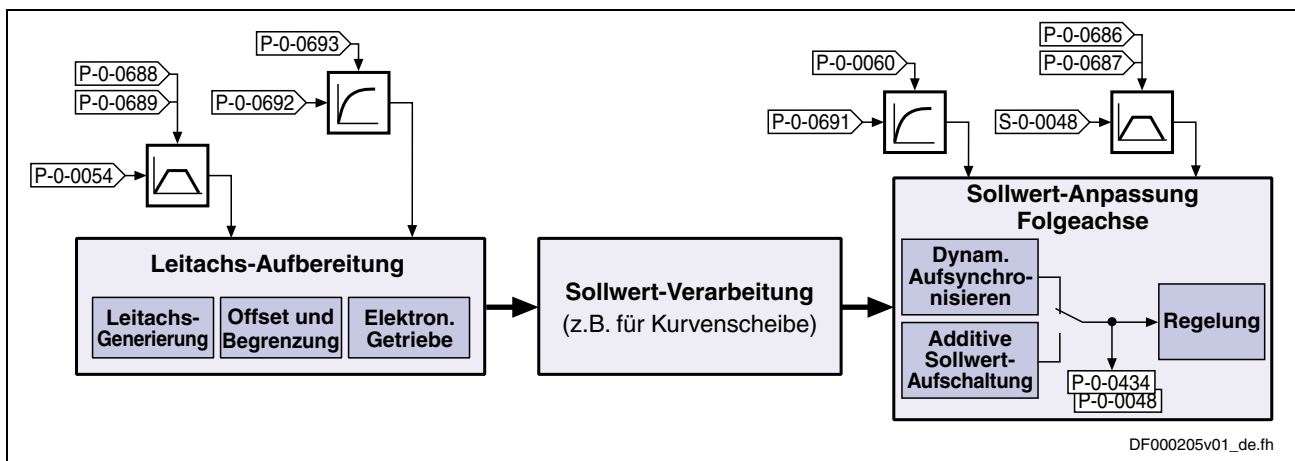 P-0-0693
P-0-0688
P-0-0689
P-0-0692
P-0-0054
P-0-0686
P-0-0060
P-0-0687
P-0-0691
S-0-0048
Leitachs-Aufbereitung
Leitachs-
Generierung
Offset und
Begrenzung
Elektron.
Getriebe
Sollwert-Verarbeitung
(z.B. für Kurvenscheibe)
Sollwert-Anpassung
Folgeachse
Dynam.
Aufsynchro-
nisieren
Additive
Sollwert-
Aufschaltung
Regelung
P-0-0434
P-0-0048
DF000205v01_de.fh